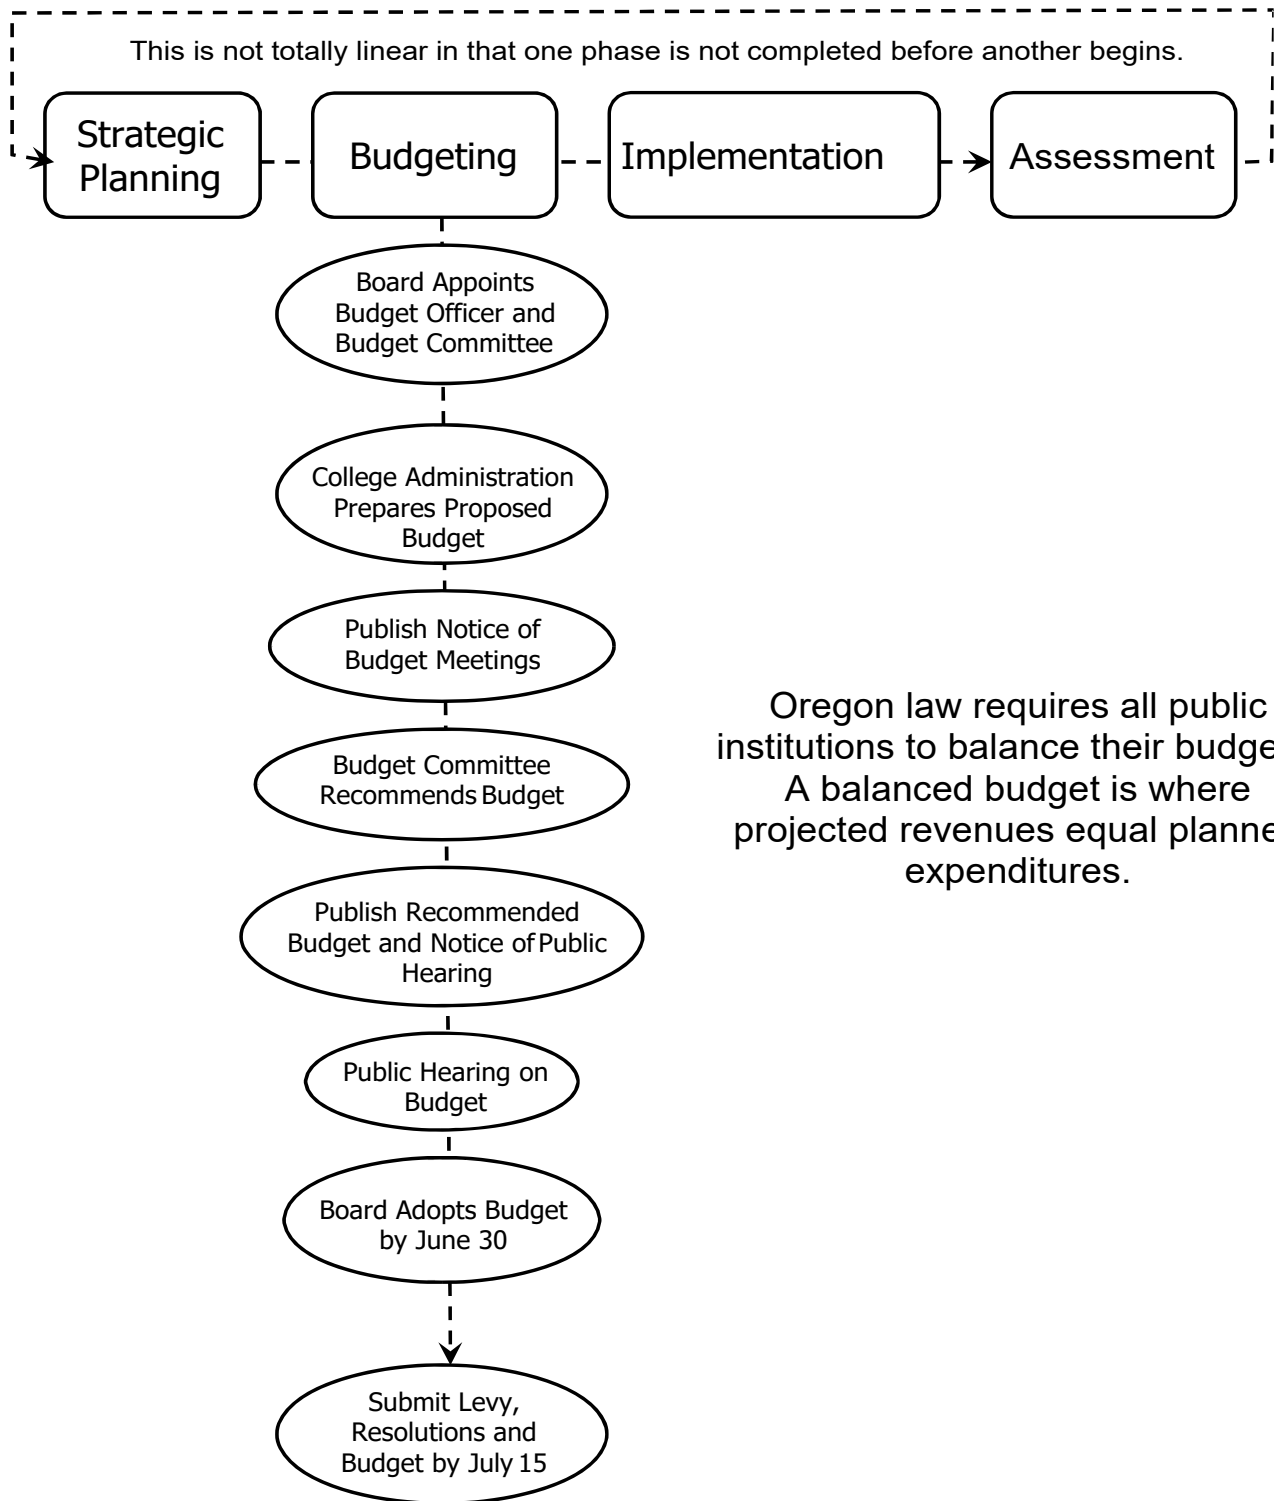 This is not totally linear in that one phase is not completed before another begins.
Strategic
Planning
Budgeting
Implementation
Assessment
Board Appoints
Budget Officer and
Budget Committee
College Administration
Prepares Proposed
Budget
Publish Notice of
Budget Meetings
Budget Committee
Recommends Budget
Publish Recommended
Budget and Notice of Public
Hearing
Public Hearing on
Budget
Board Adopts Budget
by June 30
Submit Levy,
Resolutions and
Budget by July 15
Oregon law requires all public
institutions to balance their
A balanced budget is where
projected revenues equal
expenditures.